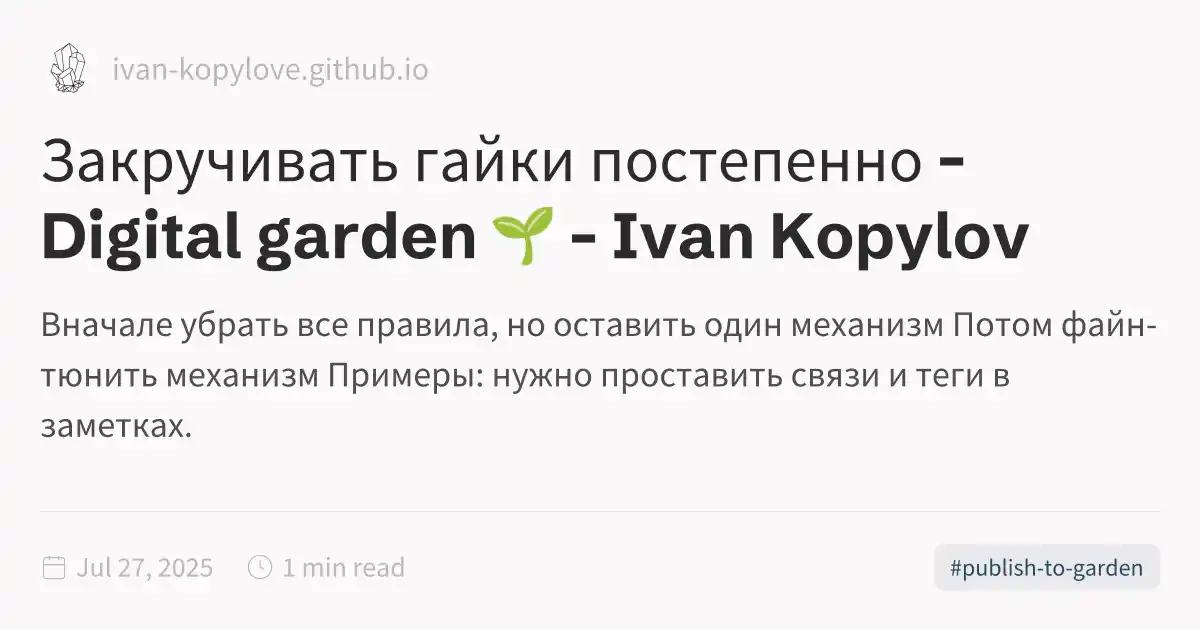 ivan-kopylove.github.io
Закручивать гайки постепенно -
Digital garden 🌱 - Ivan Kopylov
Вначале убрать все правила, но оставить один механизм Потом файн-
тюнить механизм Примеры: нужно проставить связи и теги в
заметках.
Jul 27, 2025 1 min read #publish-to-garden